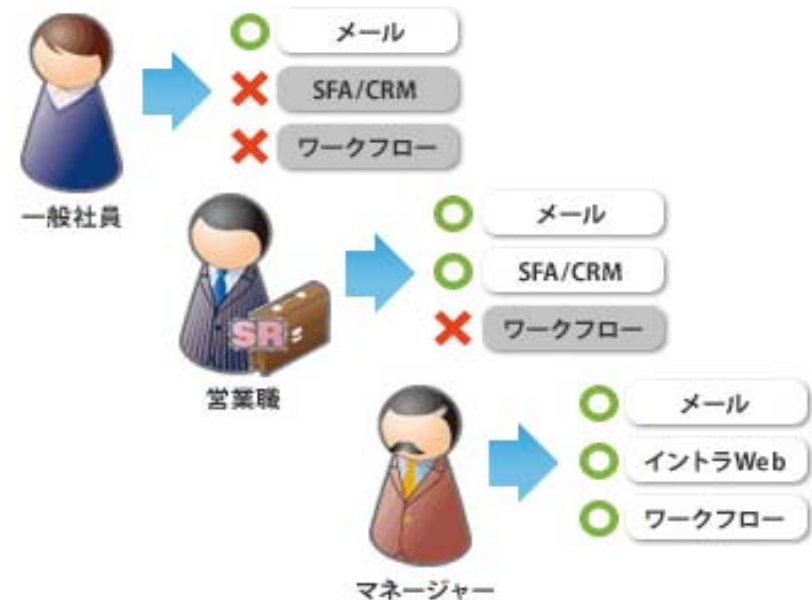 メール
SFA/CRM
ワークフロー
一般社員
メール
SFA/CRM
ワークフロー
SR
営業職
メール
イントラWeb
ワークフロー
マネージャー